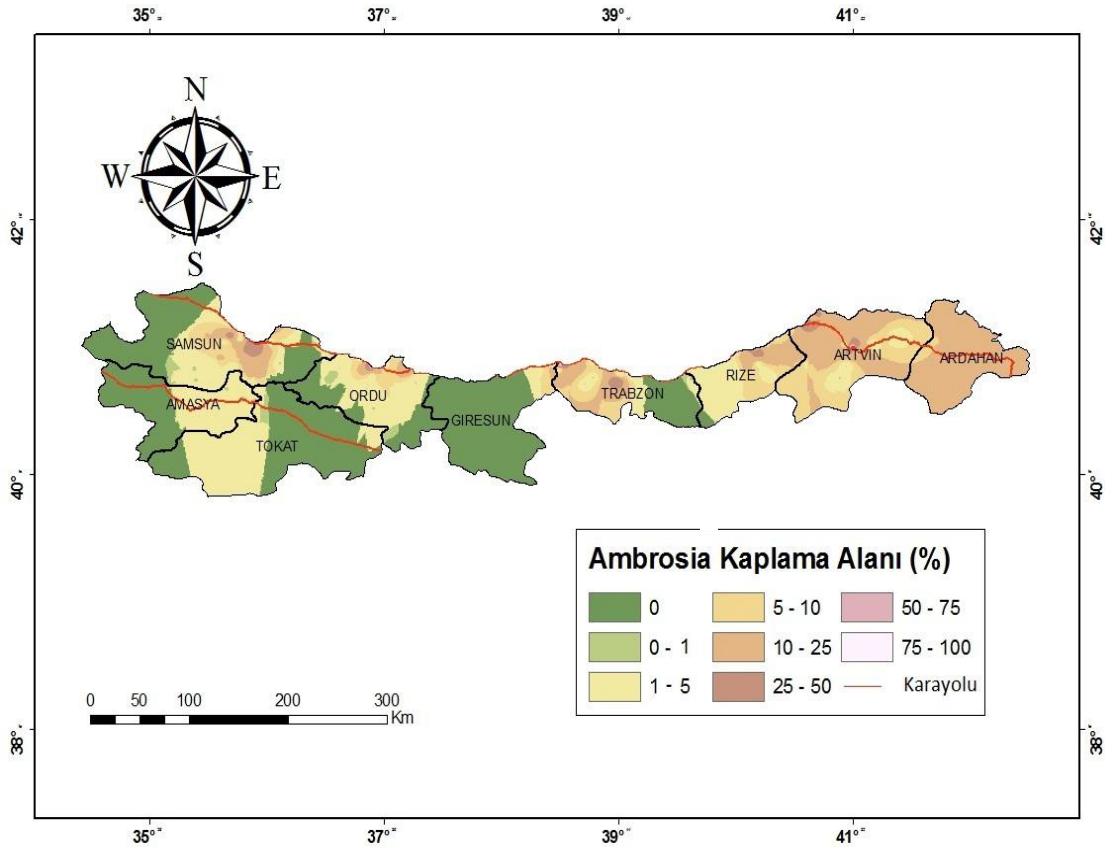 35° 37° 39° 41°
N
W E
S
42° 42°
SAMSUN ARTVIN ARDAHAN
RIZE
AMASYA ORDU TRABZON
GIRESUN
TOKAT
40° 40°
Ambrosia Kaplama Alanı (%)
0 5 - 10 50 - 75
0 - 1 10 - 25 75 - 100
1 - 5 25 - 50 Karayolu
0 50 100 200 300
Km
38° 38°
35° 37° 39° 41°